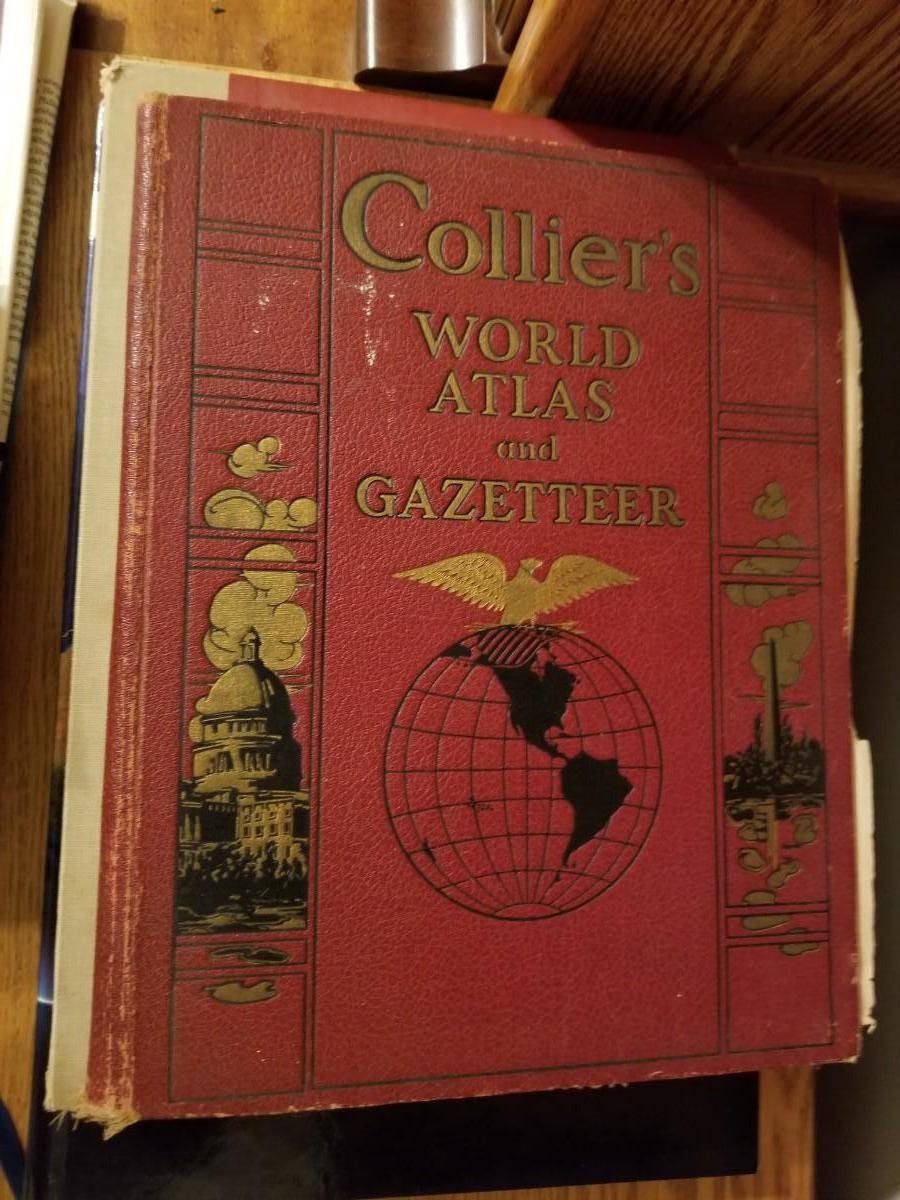 Collier's
WORLD
ATLAS
and
GAZETTEER